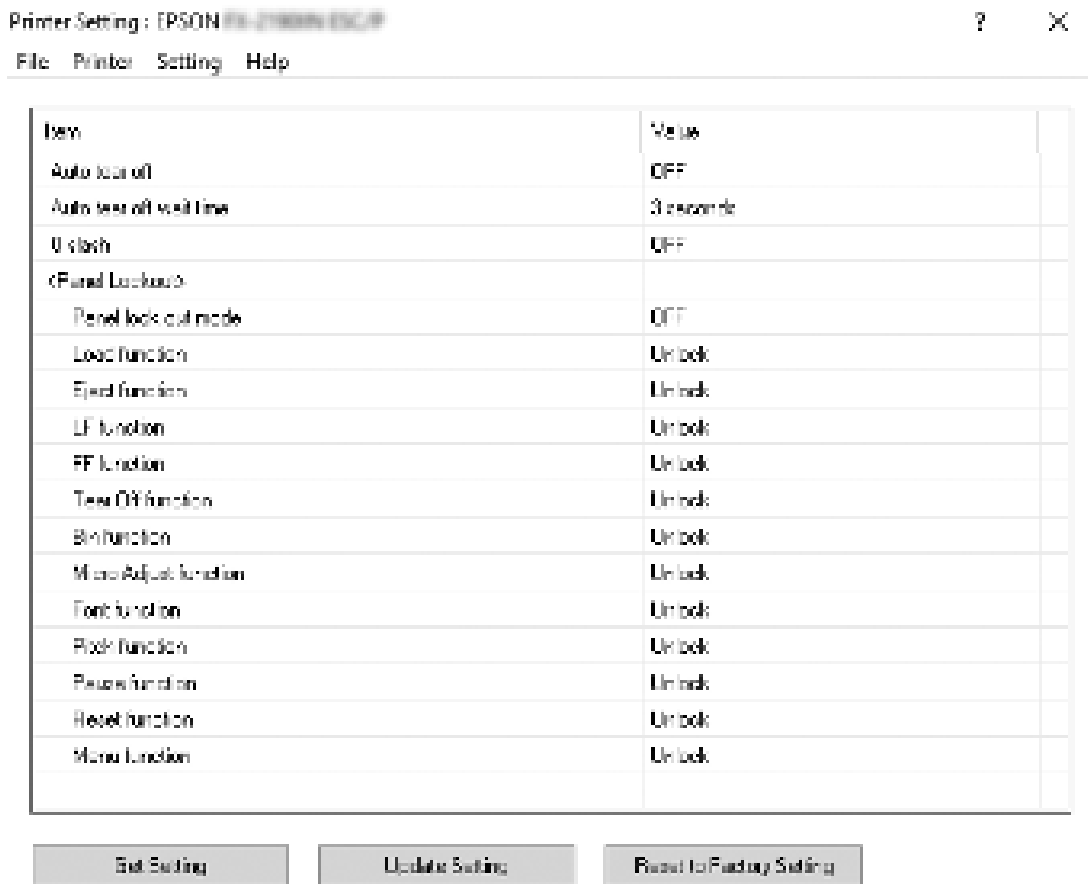 Printer Setting : EPSON
? ×
File Printer Setting Help
Item Value
Auto tear off OFF
Auto tear off wait time 3 seconds
0 slash OFF
<Panel Lockout>
Panel lock out mode OFF
Load function Unlock
Eject function Unlock
LF function Unlock
FF function Unlock
Tear Off function Unlock
Bin function Unlock
Micro Adjust function Unlock
Font function Unlock
Pitch function Unlock
Pause function Unlock
Reset function Unlock
Menu function Unlock
Get Setting Update Setting Reset to Factory Setting